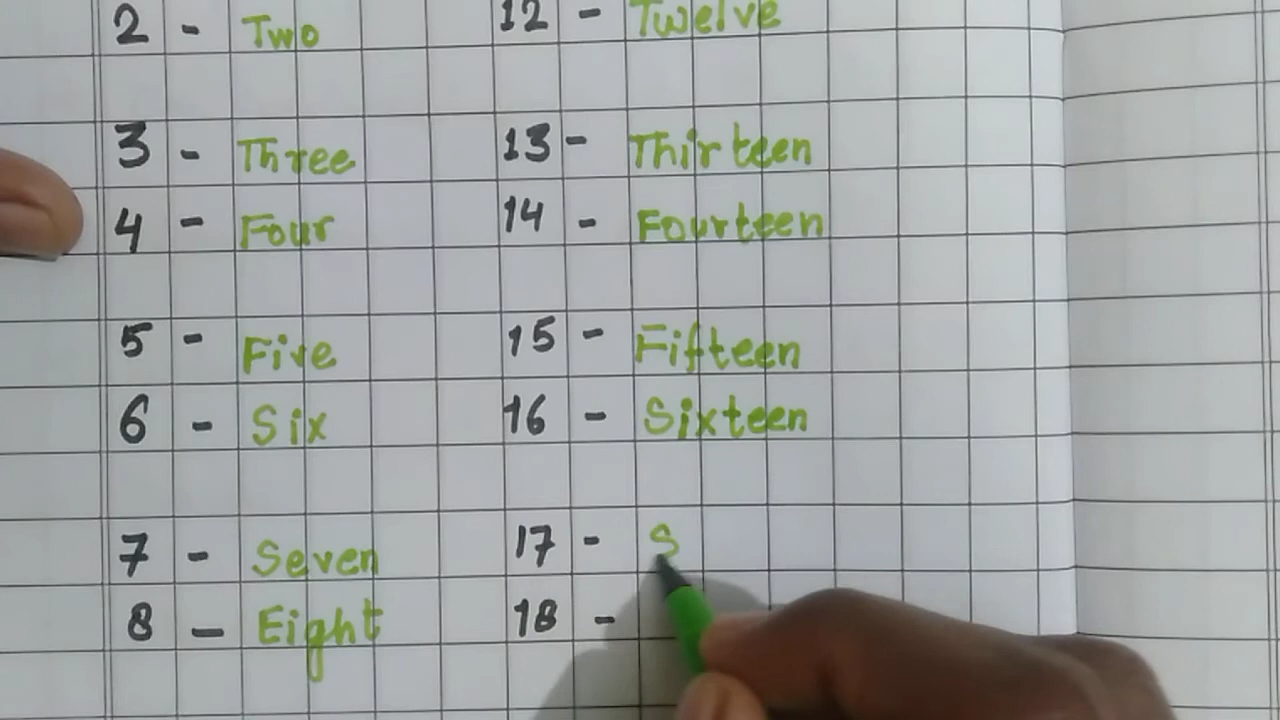 2 - Two 12 - Twelve
3 - Three 13 - Thirteen
4 - Four 14 - Fourteen
5 - Five 15 - Fifteen
6 - Six 16 - Sixteen
7 - Seven 17 - S
8 - Eight 18 -